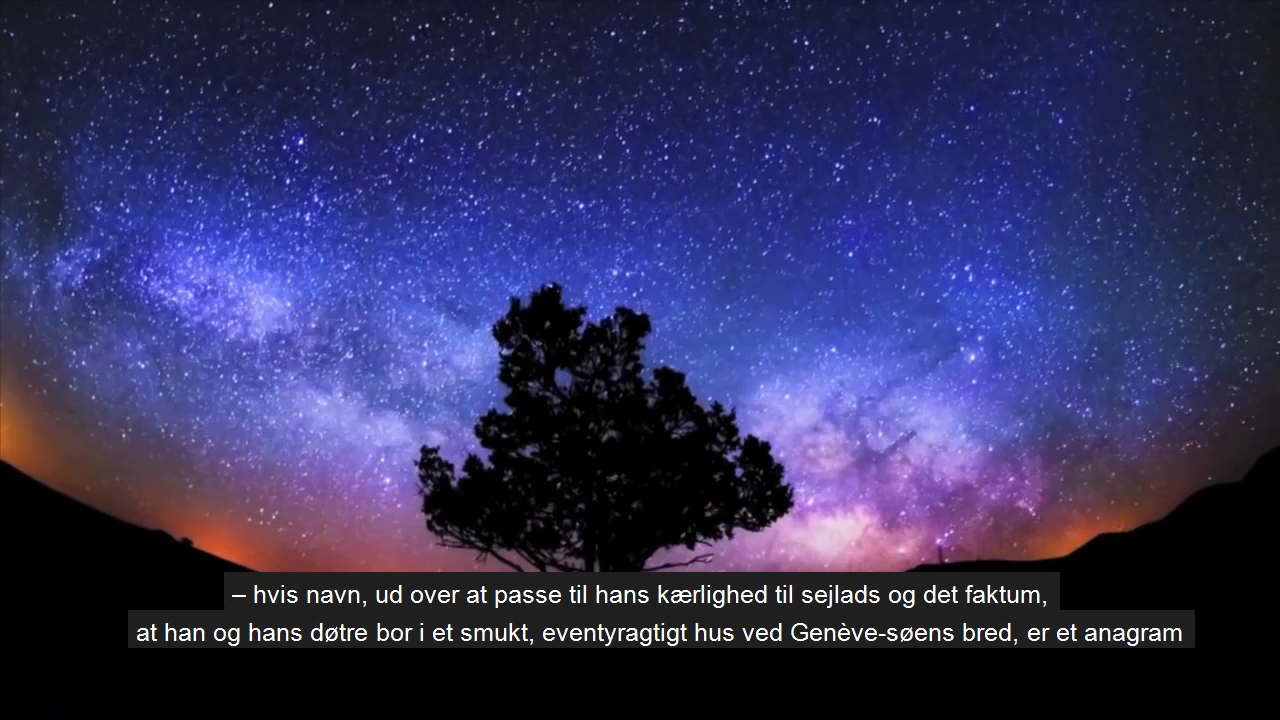 – hvis navn, ud over at passe til hans kærlighed til sejlads og det faktum,
at han og hans døtre bor i et smukt, eventyragtigt hus ved Genève-søens bred, er et anagram